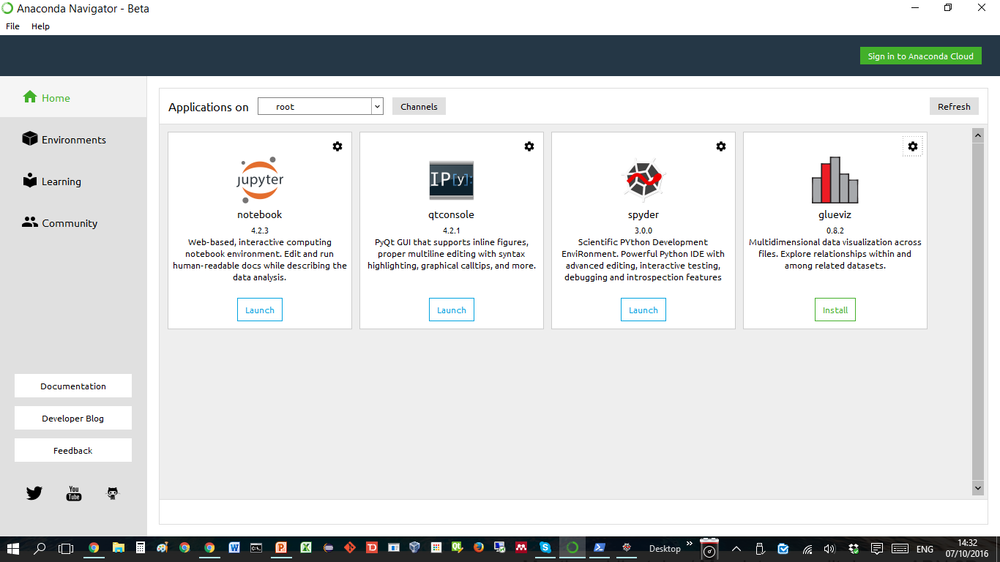 Anaconda Navigator - Beta
File Help
Sign in to Anaconda Cloud
Home
Environments
Learning
Community
Documentation
Developer Blog
Feedback
You
Tube
Applications on root Channels Refresh
jupyter
notebook
4.2.3
Web-based, interactive computing
notebook environment. Edit and run
human-readable docs while describing the
data analysis.
Launch
IP[y]:
qtconsole
4.2.1
PyQt GUI that supports inline figures,
proper multiline editing with syntax
highlighting, graphical calltips, and more.
Launch
spyder
3.0.0
Scientific PYthon Development
EnviRonment. Powerful Python IDE with
advanced editing, interactive testing,
debugging and introspection features
Launch
glueviz
0.8.2
Multidimensional data visualization across
files. Explore relationships within and
among related datasets.
Install
Desktop
ENG
14:32
07/10/2016